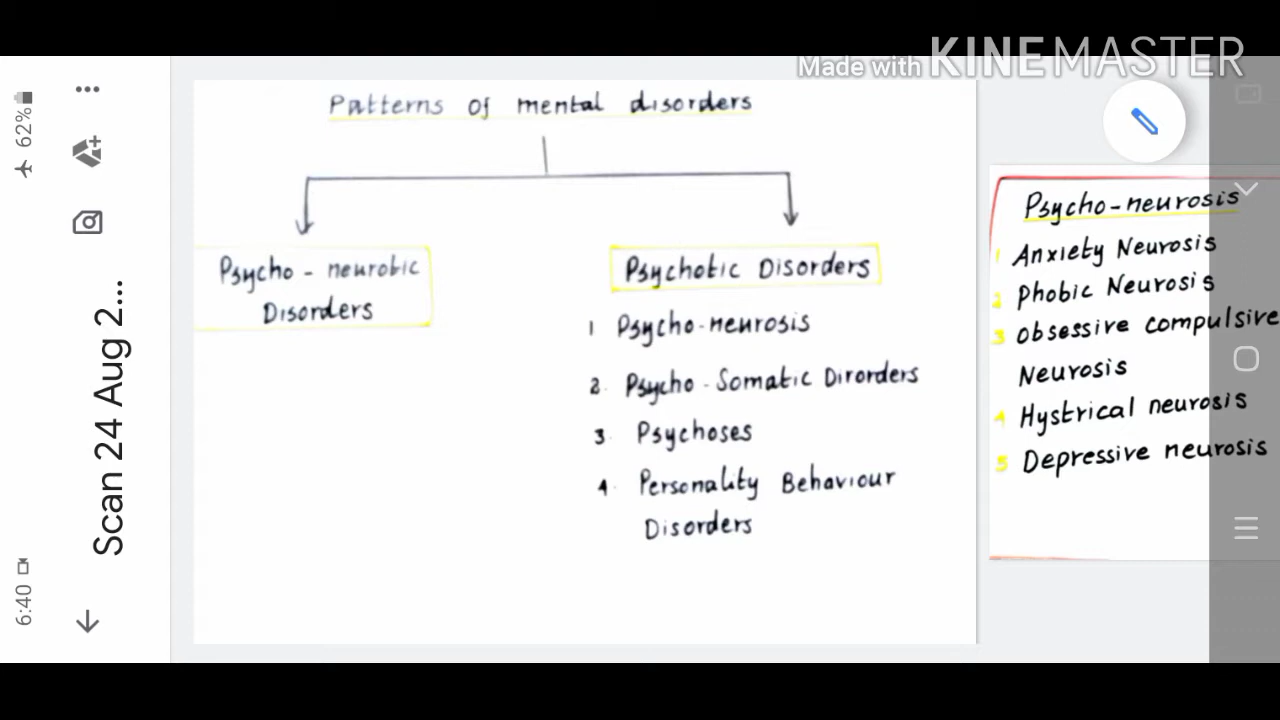 Made with KINEMASTER
62%
6:40
Scan 24 Aug 2...
Patterns of mental disorders
Psycho - neurotic
Disorders
Psychotic Disorders
1 Psycho-neurosis
2. Psycho - Somatic Dirorders
3. Psychoses
4. Personality Behaviour
Disorders
Psycho-neurosis
1 Anxiety Neurosis
2 Phobic Neurosis
3 Obsessive compulsive
Neurosis
4 Hystrical neurosis
5 Depressive neurosis